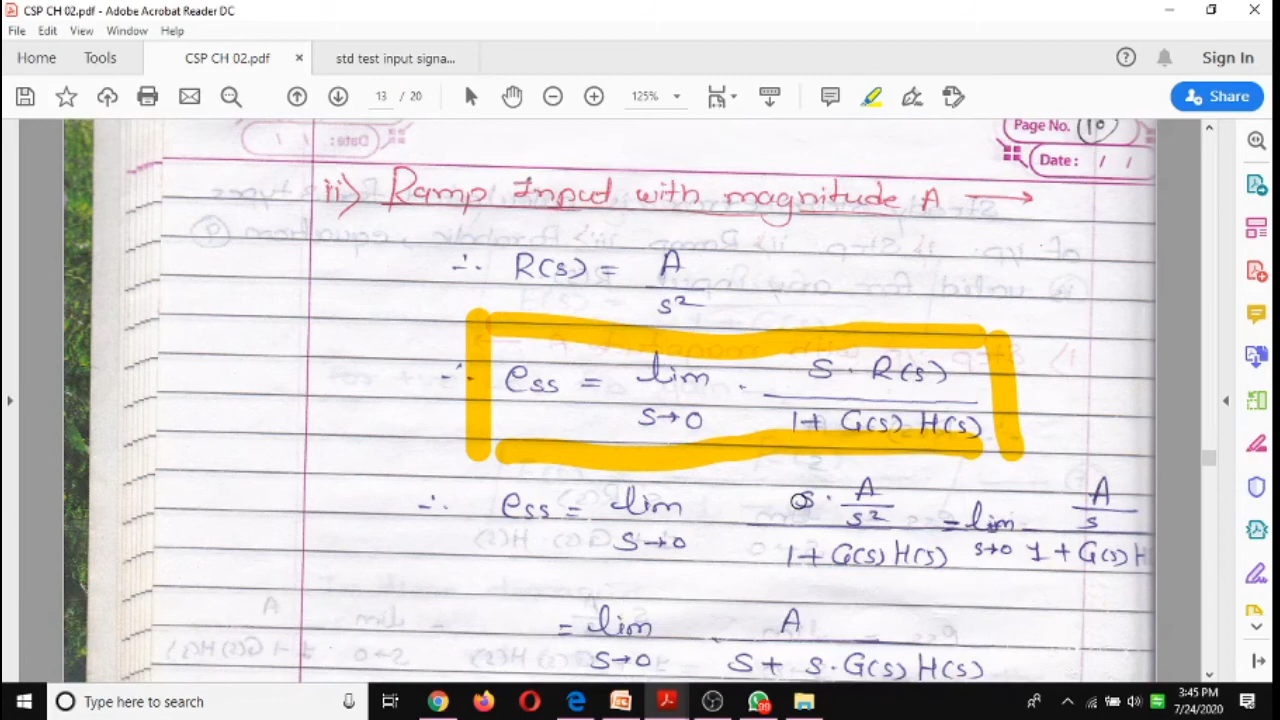 CSP CH 02.pdf - Adobe Acrobat Reader DC
File Edit View Window Help
Home Tools CSP CH 02.pdf × std test input signa... Sign In
13 / 20 125% Share
Page No. 10
Date: / /
ii) Ramp Input with magnitude A →
∴ R(s) = A / s²
∴ ess = lim s→0 . s · R(s) / 1 + G(s) H(s)
∴ ess = lim s→0 s · A/s² / 1 + G(s) H(s) = lim s→0 A/s / 1 + G(s) H
= lim s→0 . A / s + s · G(s) H(s)
Type here to search
99
3:45 PM
7/24/2020